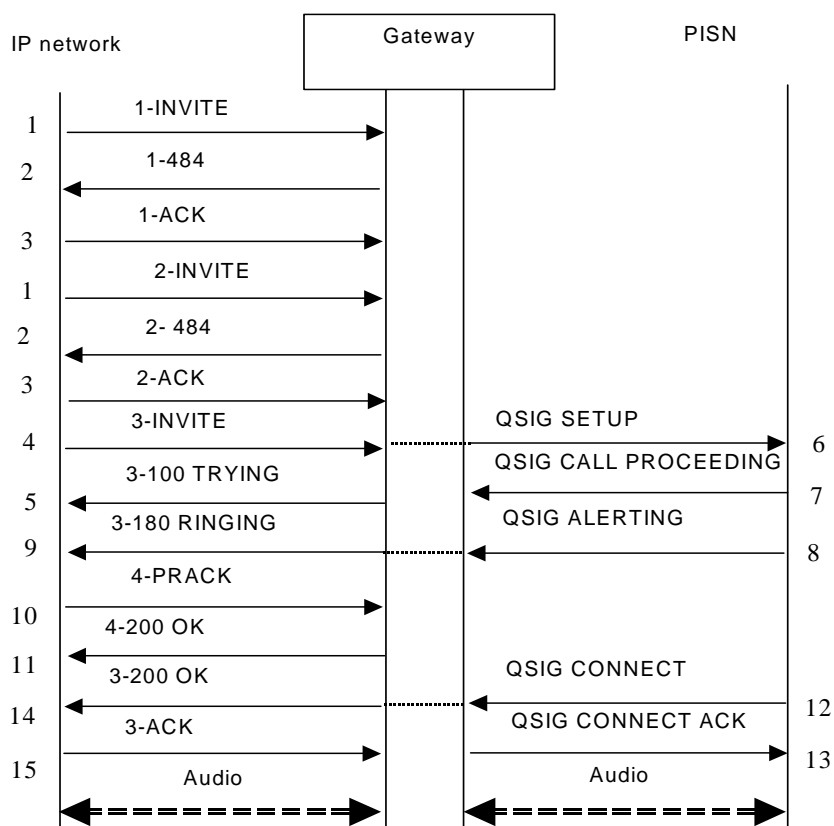 IP network Gateway PISN
1-INVITE
1
1-484
2
1-ACK
3
2-INVITE
1
2- 484
2
2-ACK
3
3-INVITE QSIG SETUP
4 6
3-100 TRYING QSIG CALL PROCEEDING
5 7
3-180 RINGING QSIG ALERTING
9 8
4-PRACK
10
4-200 OK
11
3-200 OK QSIG CONNECT
14 12
3-ACK QSIG CONNECT ACK
15 13
Audio Audio